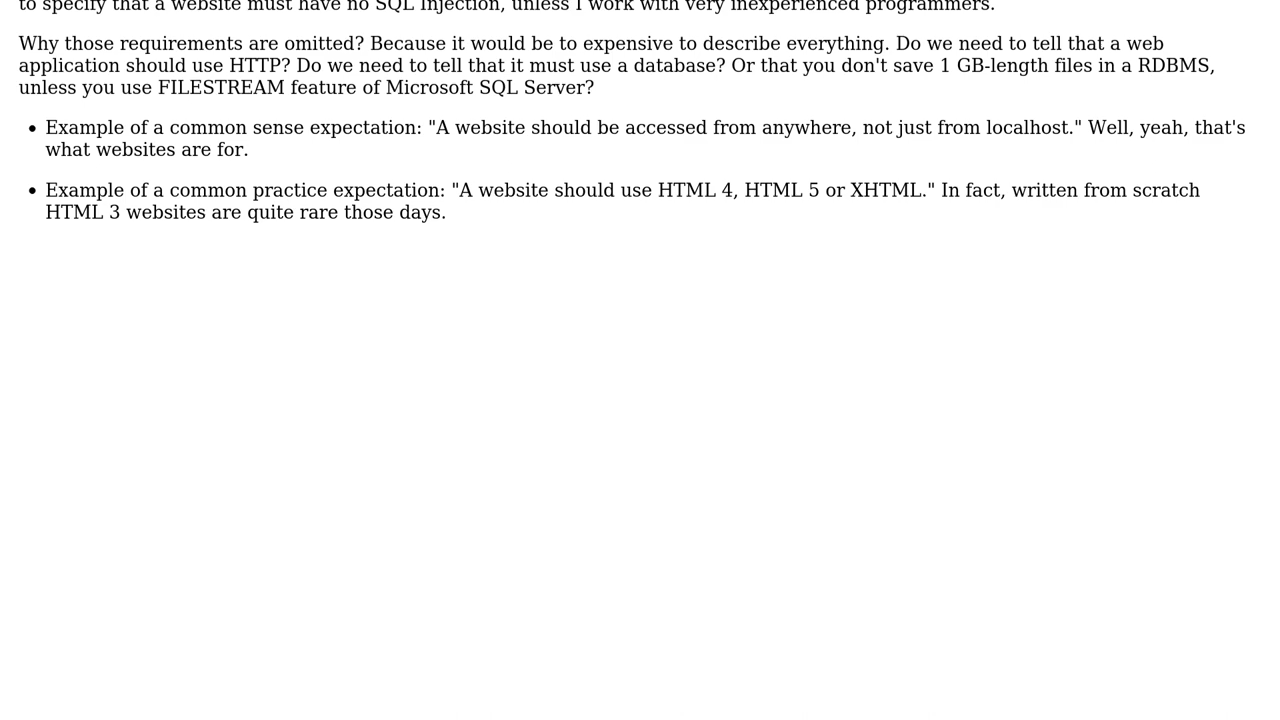 to specify that a website must have no SQL Injection, unless I work with very inexperienced programmers.
Why those requirements are omitted? Because it would be to expensive to describe everything. Do we need to tell that a web
application should use HTTP? Do we need to tell that it must use a database? Or that you don't save 1 GB-length files in a RDBMS,
unless you use FILESTREAM feature of Microsoft SQL Server?
• Example of a common sense expectation: "A website should be accessed from anywhere, not just from localhost." Well, yeah, that's
what websites are for.
• Example of a common practice expectation: "A website should use HTML 4, HTML 5 or XHTML." In fact, written from scratch
HTML 3 websites are quite rare those days.